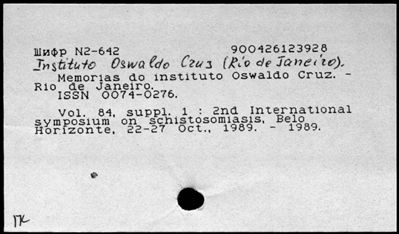 Шифр N2-642 900426123928
Instituto Oswaldo Cruz (Rio de Janeiro).
Memorias do instituto Oswaldo Cruz. -
Rio de Janeiro.
ISSN 0074-0276.
Vol. 84, suppl. 1 : 2nd International
symposium on schistosomiasis, Belo
Horizonte, 22-27 Oct., 1989. - 1989.